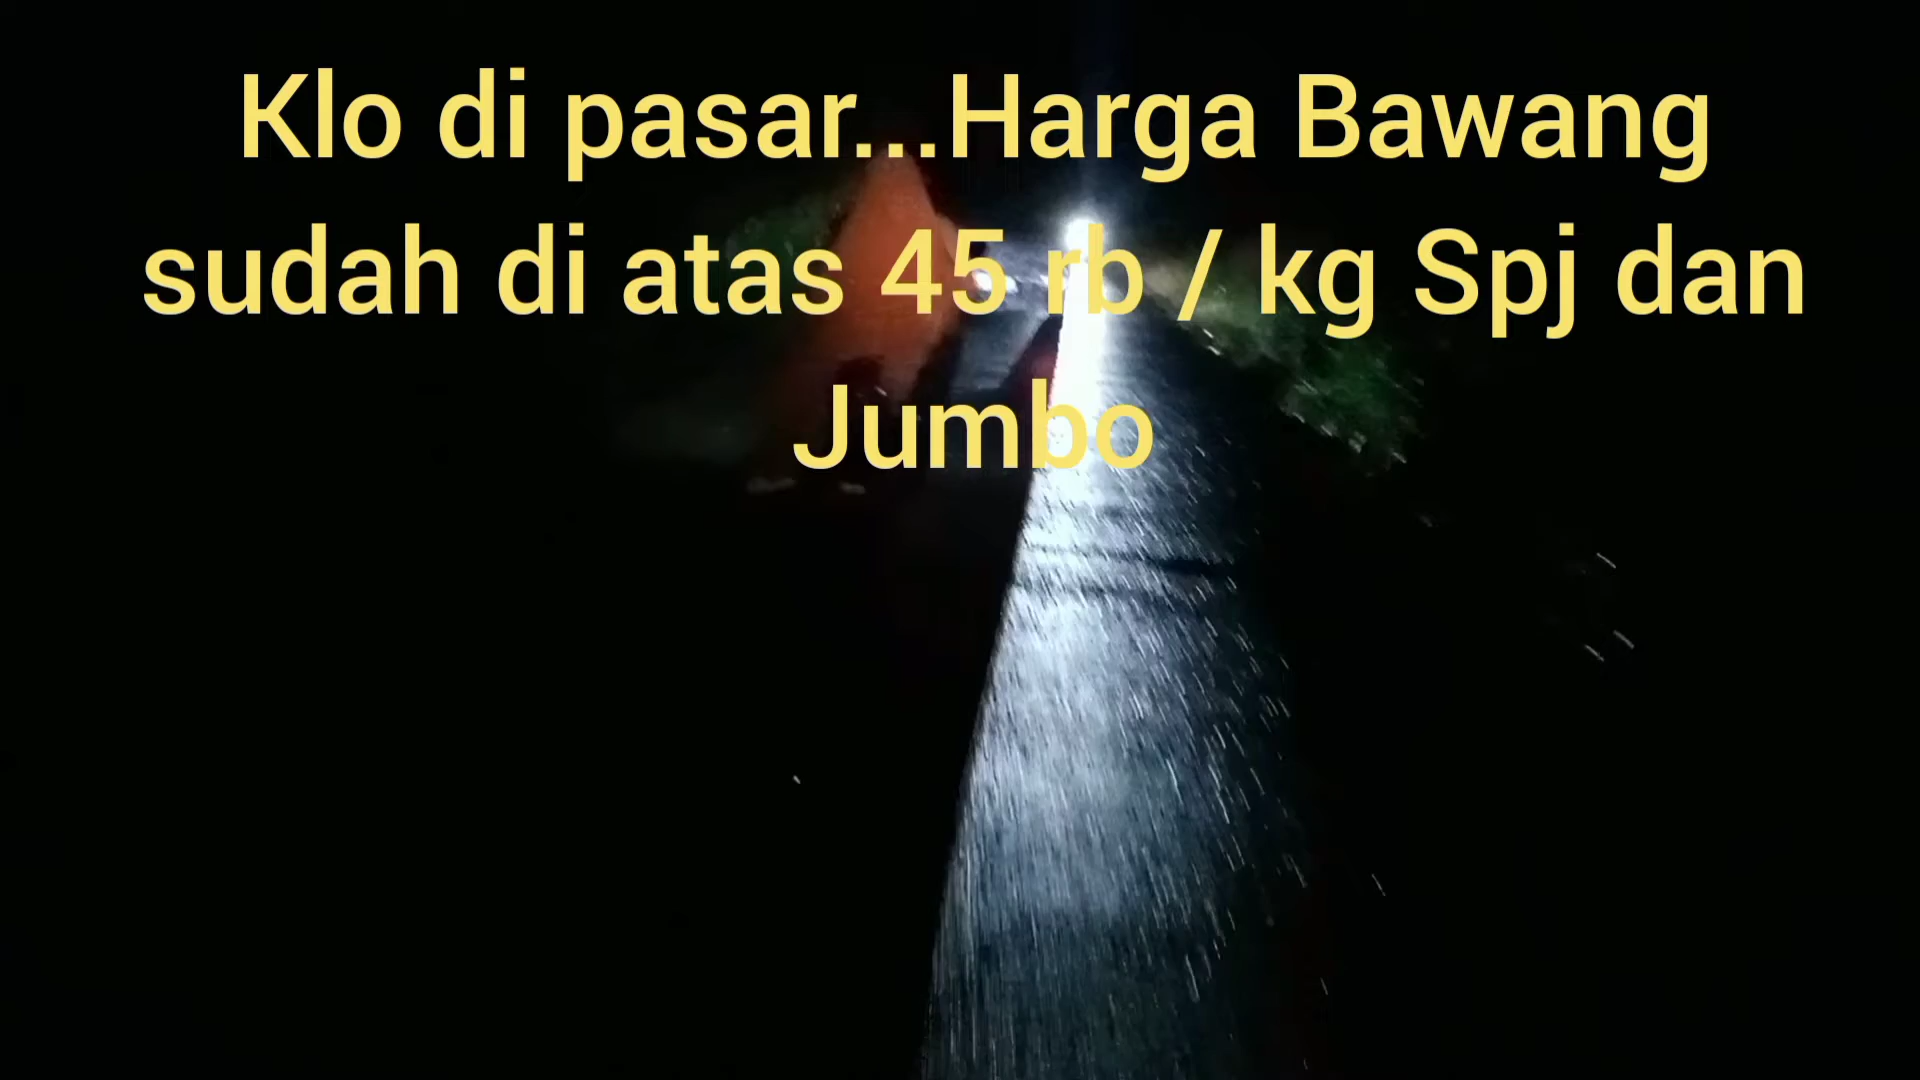 Klo di pasar...Harga Bawang
sudah di atas 45 rb / kg Spj dan
Jumbo